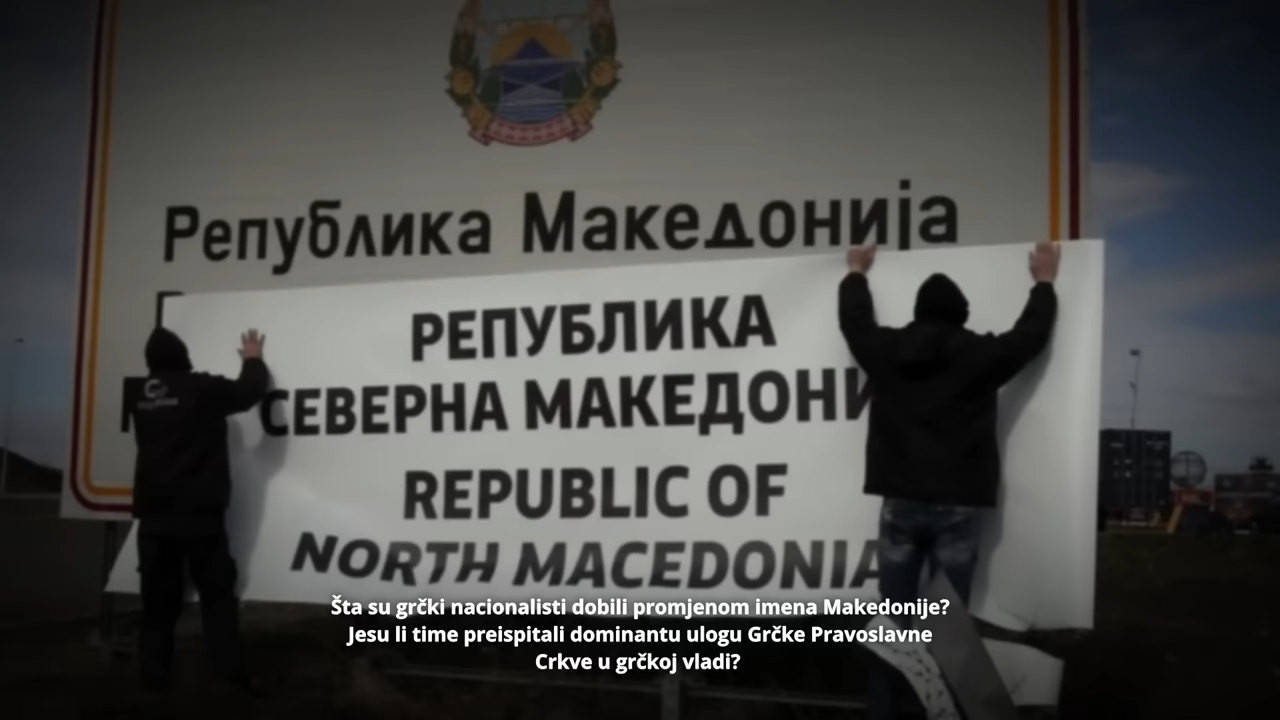 Република Македонија
РЕПУБЛИКА
СЕВЕРНА МАКЕДОНИ
REPUBLIC OF
NORTH MACEDONIA
Šta su grčki nacionalisti dobili promjenom imena Makedonije?
Jesu li time preispitali dominantu ulogu Grčke Pravoslavne
Crkve u grčkoj vladi?